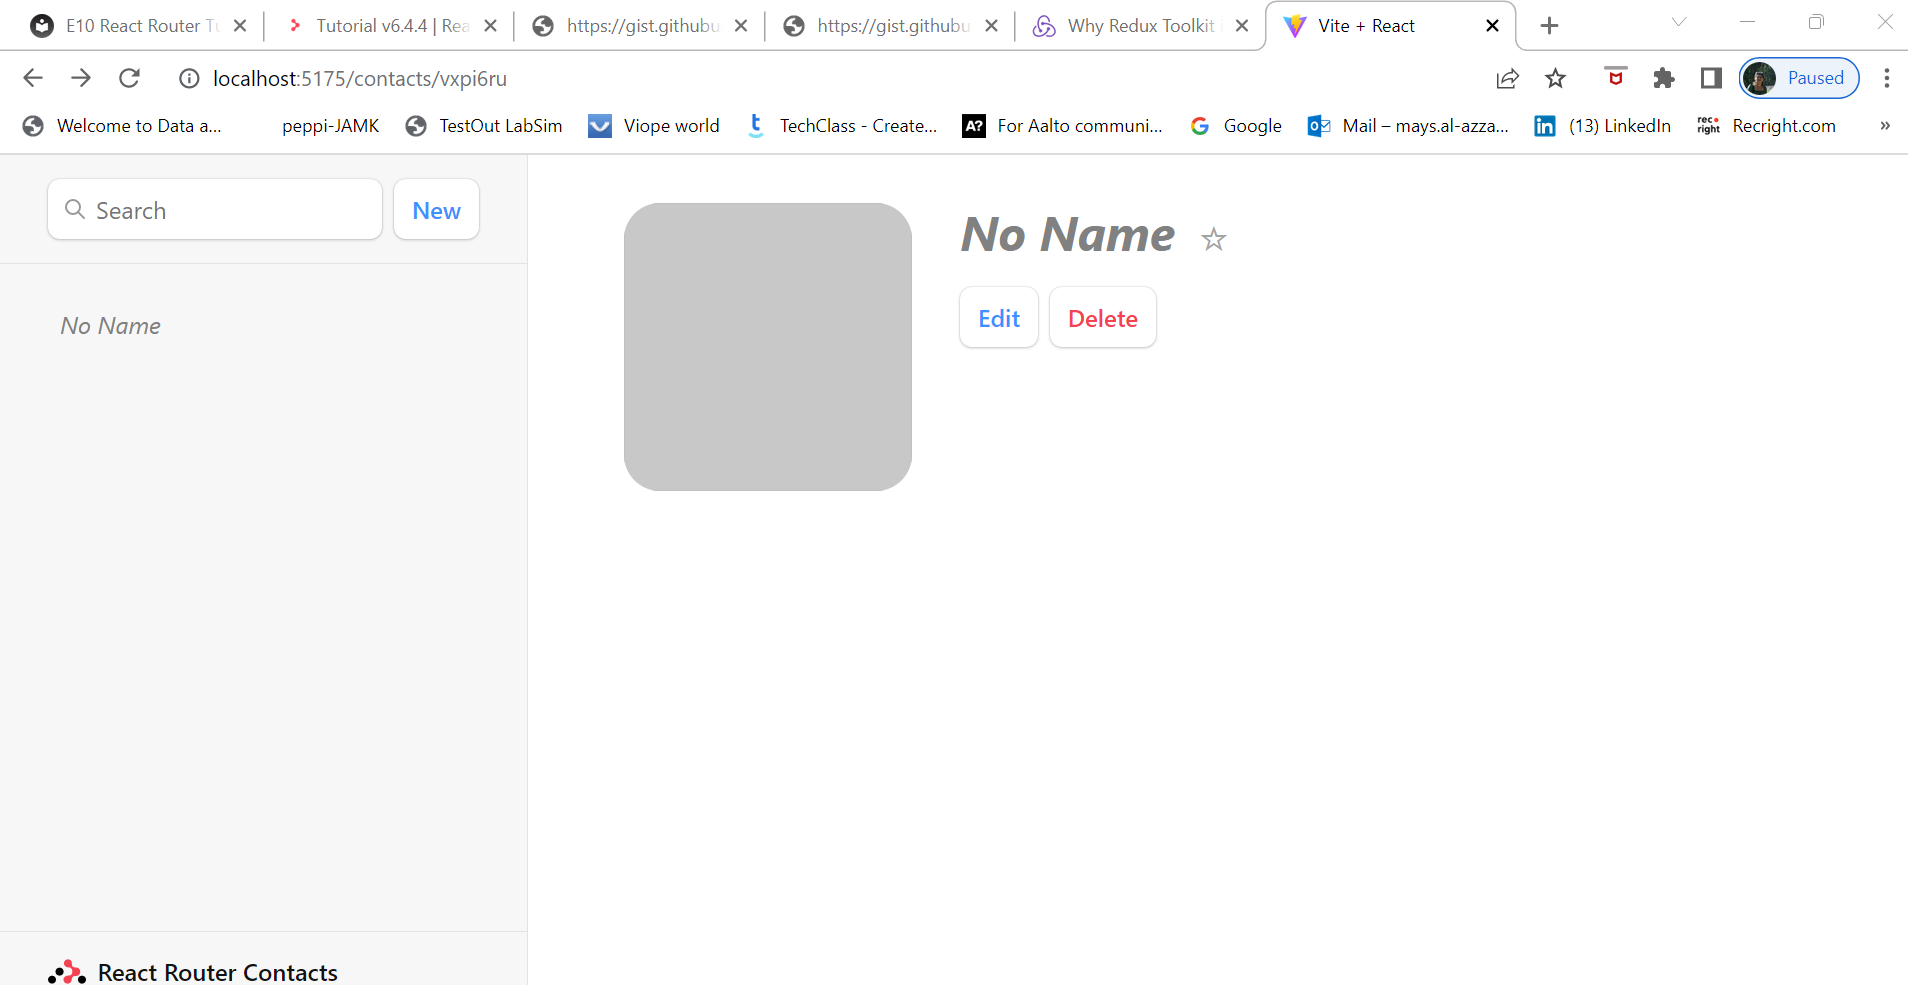 E10 React Router Tu
Tutorial v6.4.4 | Rea
https://gist.githubu
https://gist.githubu
Why Redux Toolkit i
Vite + React
localhost:5175/contacts/vxpi6ru
Paused
Welcome to Data a...
peppi-JAMK
TestOut LabSim
Viope world
t
TechClass - Create...
A?
For Aalto communi...
G
Google
Mail – mays.al-azza...
in
(13) LinkedIn
rec
right
Recright.com
»
Search
New
No Name
No Name
Edit
Delete
React Router Contacts